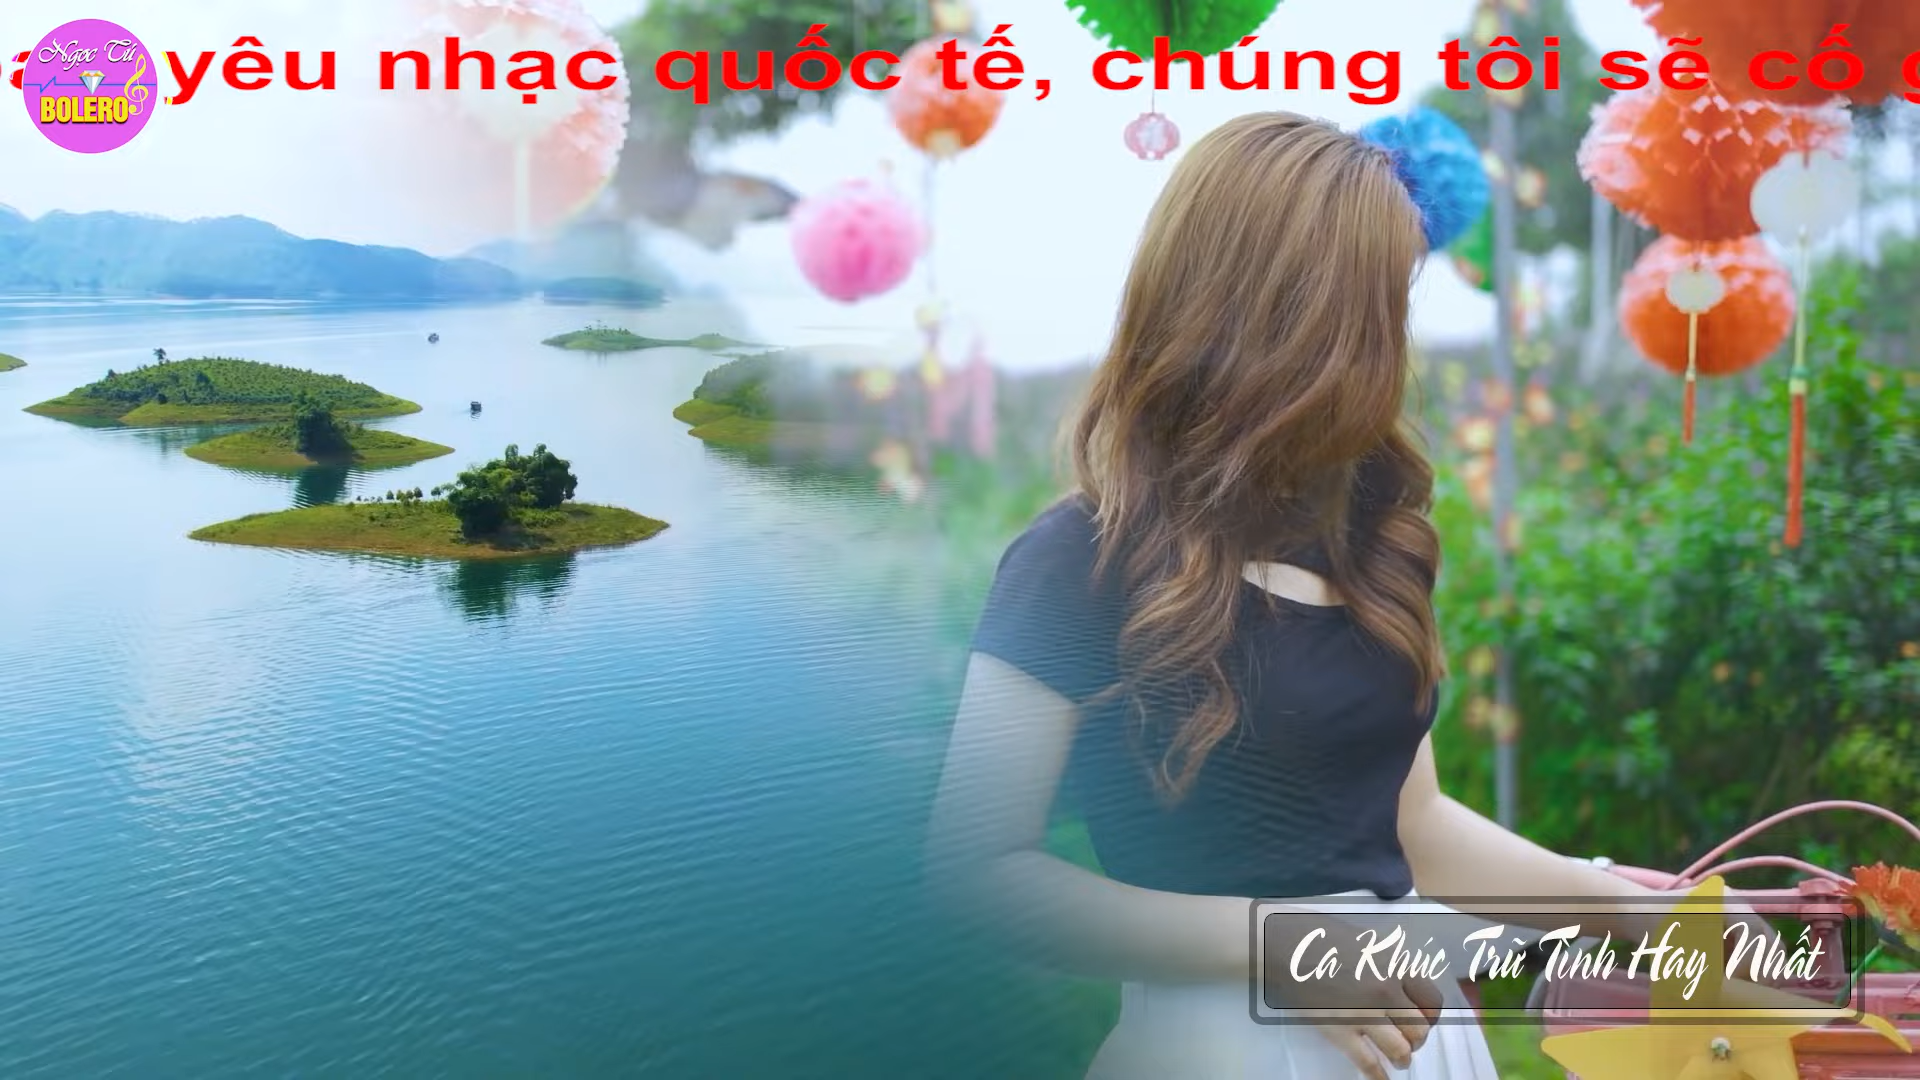 yêu nhạc quốc tế, chúng tôi sẽ cố
Ngọc Tú
BOLERO
Ca Khúc Trữ Tình Hay Nhất